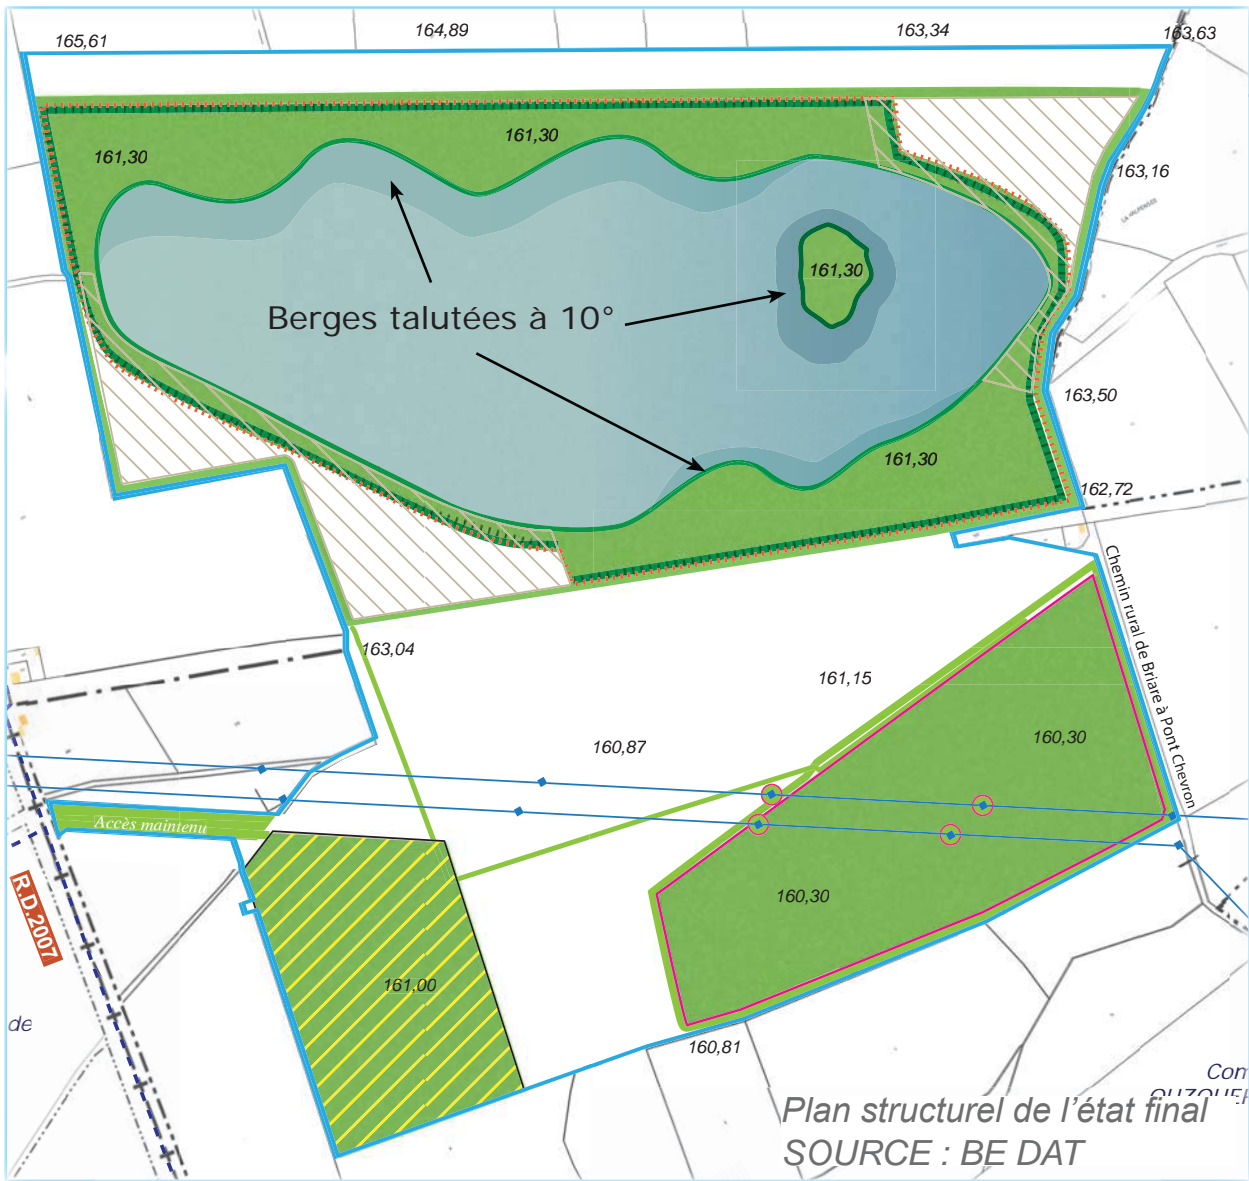 165,61
164,89
163,34
163,63
161,30
161,30
163,16
LA
161,30
Berges talutées à 10°
163,50
161,30
162,72
Chemin rural de Briare à Pont Chevron
163,04
161,15
160,87
160,30
Accès maintenu
R.D.2007
160,30
161,00
de
160,81
Plan structurel de l'état final
SOURCE : BE DAT